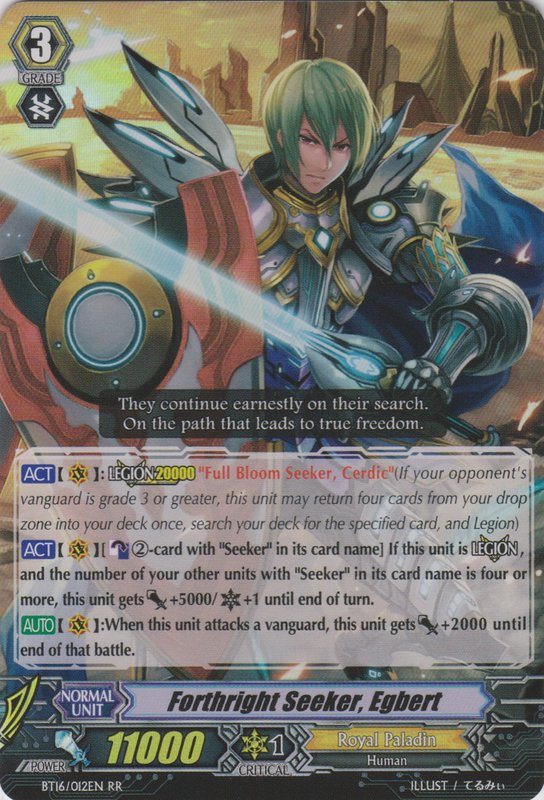 3
GRADE
They continue earnestly on their search.
On the path that leads to true freedom.
ACT【 V 】: LEGION 20000 "Full Bloom Seeker, Cerdic"(If your opponent's
vanguard is grade 3 or greater, this unit may return four cards from your drop
zone into your deck once, search your deck for the specified card, and Legion)
ACT【 V 】[ ②-card with "Seeker" in its card name] If this unit is LEGION ,
and the number of your other units with "Seeker" in its card name is four or
more, this unit gets +5000/ +1 until end of turn.
AUTO【 V 】:When this unit attacks a vanguard, this unit gets +2000 until
end of that battle.
NORMAL
UNIT
Forthright Seeker, Egbert
POWER
11000
1
CRITICAL
Royal Paladin
Human
BT16/012EN RR
ILLUST / てるみぃ